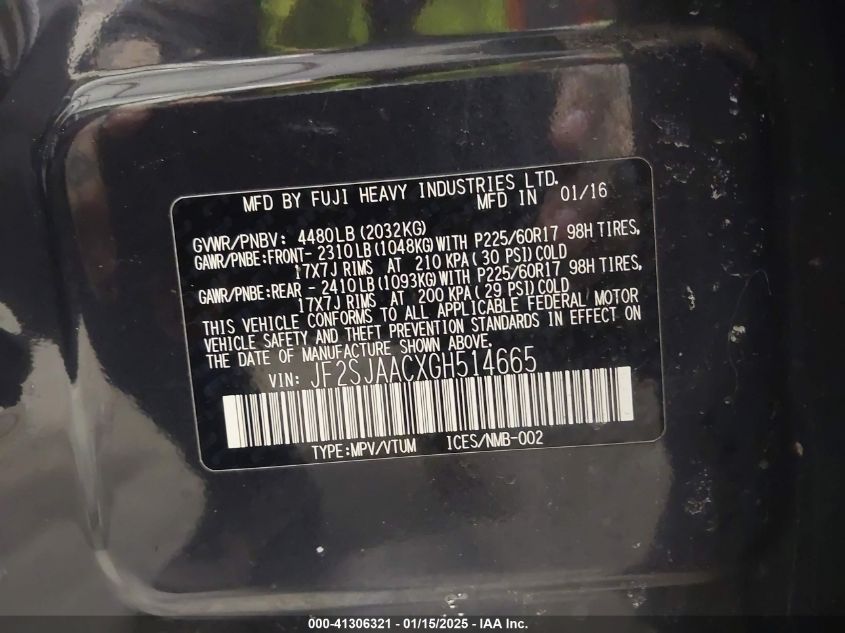 MFD BY FUJI HEAVY INDUSTRIES LTD.
MFD IN 01/16
GVWR/PNBV: 4480LB(2032KG)
GAWR/PNBE:FRONT- 2310LB(1048KG)WITH P225/60R17 98H TIRES,
17X7J RIMS AT 210 KPA(30 PSI)COLD
GAWR/PNBE:REAR - 2410LB(1093KG)WITH P225/60R17 98H TIRES,
17X7J RIMS AT 200 KPA(29 PSI)COLD
THIS VEHICLE CONFORMS TO ALL APPLICABLE FEDERAL MOTOR
VEHICLE SAFETY AND THEFT PREVENTION STANDARDS IN EFFECT ON
THE DATE OF MANUFACTURE SHOWN ABOVE.
VIN: JF2SJAACXGH514665
TYPE:MPV/VTUM ICES/NMB-002
000-41306321 - 01/15/2025 - IAA Inc.